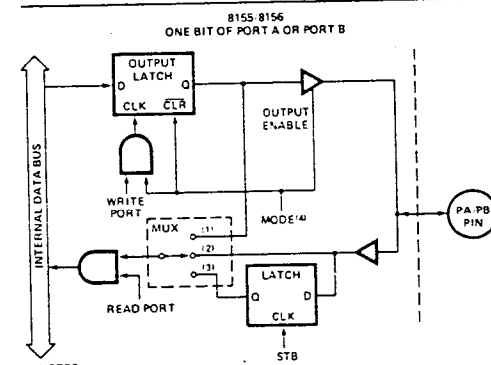 8155-8156
ONE BIT OF PORT A OR PORT B
OUTPUT
LATCH
D
Q
CLK
CLR
OUTPUT
ENABLE
INTERNAL DATA BUS
WRITE
PORT
MODE(4)
PA/PB
PIN
MUX
(1)
(2)
(3)
LATCH
Q
D
CLK
READ PORT
STB